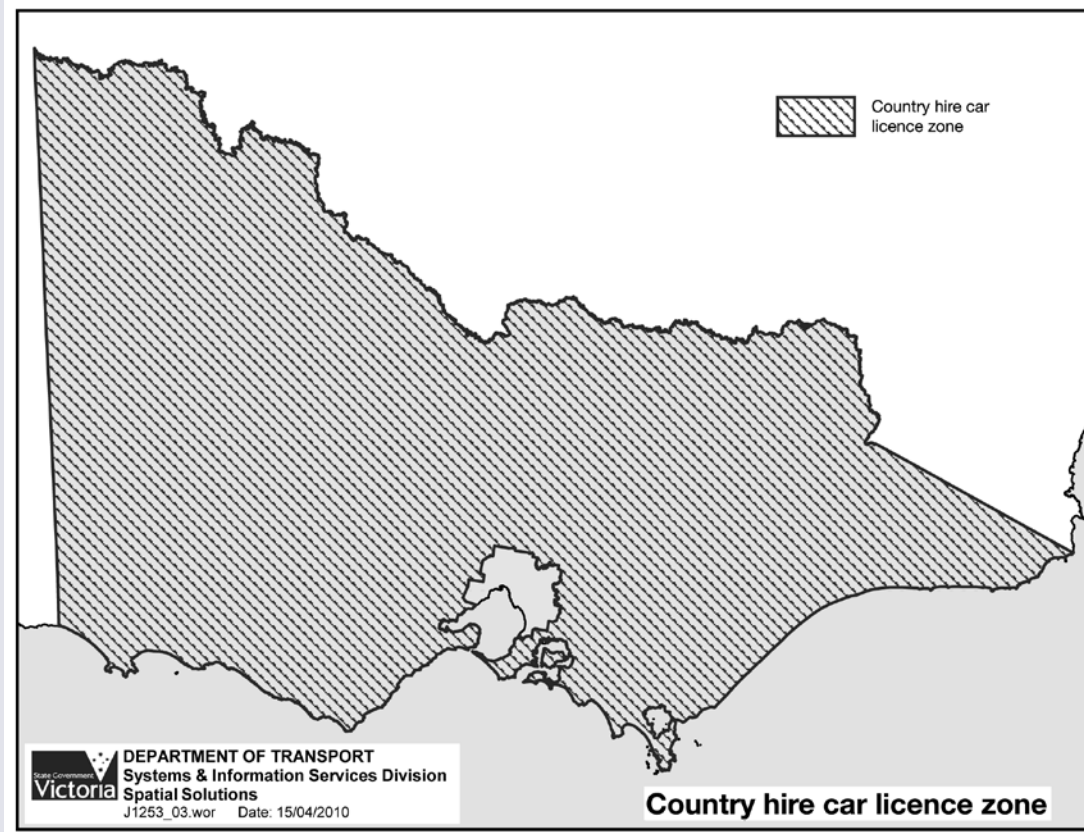 Country hire car
licence zone
State Government
Victoria
DEPARTMENT OF TRANSPORT
Systems & Information Services Division
Spatial Solutions
J1253_03.wor Date: 15/04/2010
Country hire car licence zone